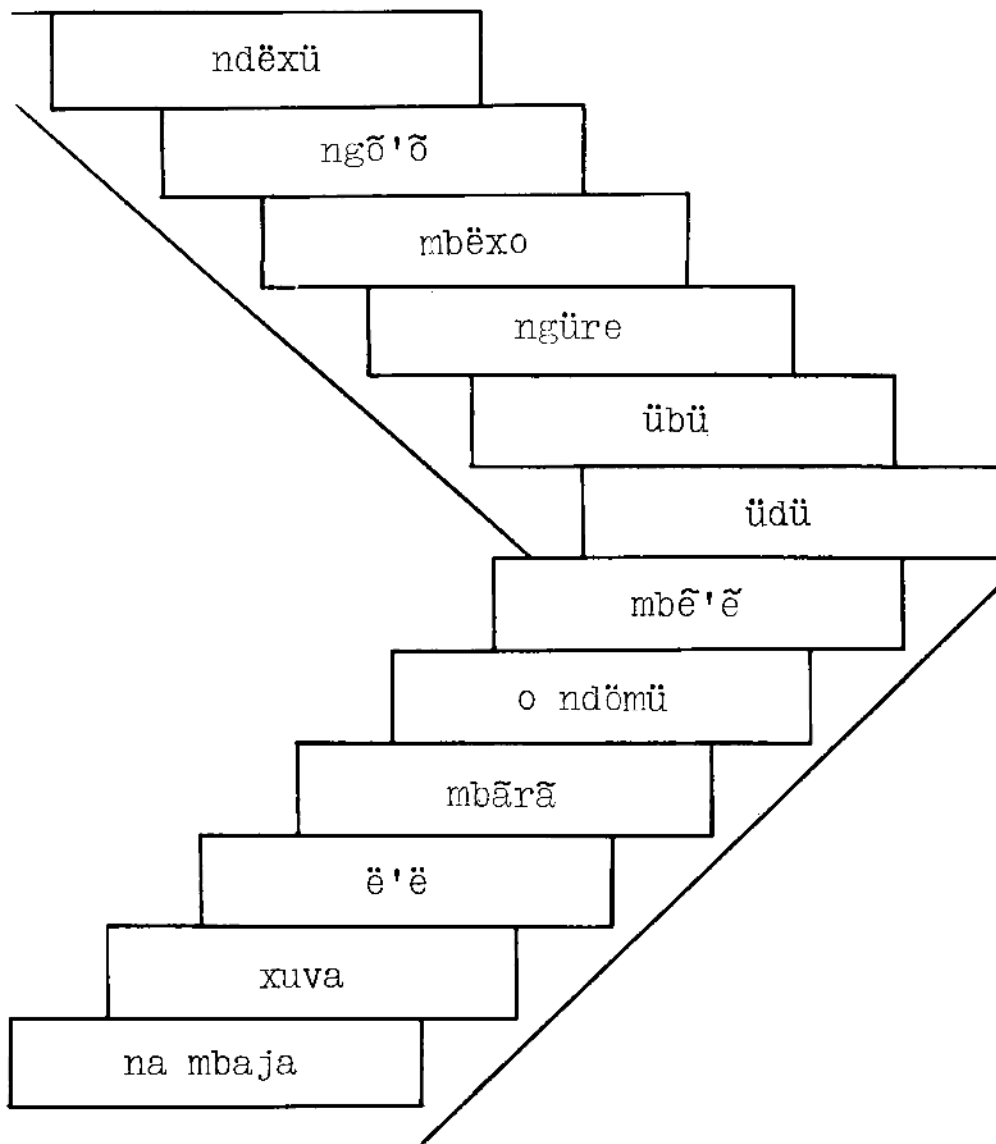 ndëxü
ngõ'õ
mbëxo
ngüre
übü
üdü
mbẽ'ẽ
o ndömü
mbãrã
ë'ë
xuva
na mbaja